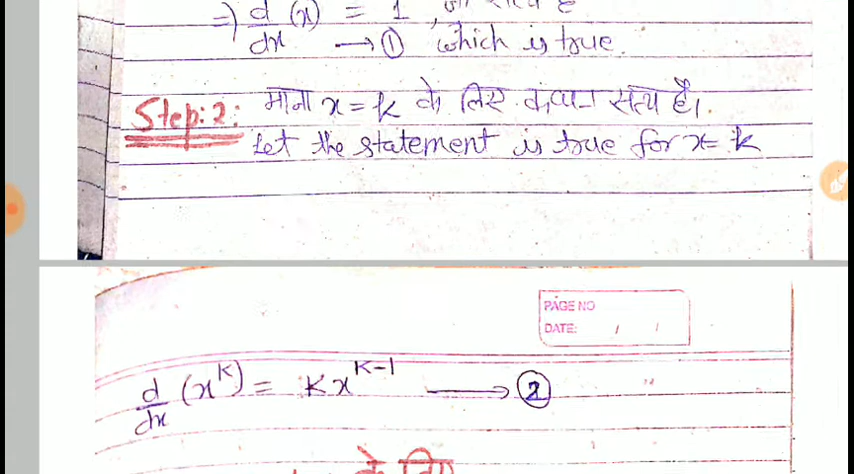 ⇒ d/dx (x) = 1 , जो सत्य है
→ ① which is true.
Step:2: माना x = k के लिए कथन सत्य है।
Let the statement is true for x = k
PAGE NO
DATE: / /
d/dx (x^k) = Kx^(K-1) → ②
के लिए